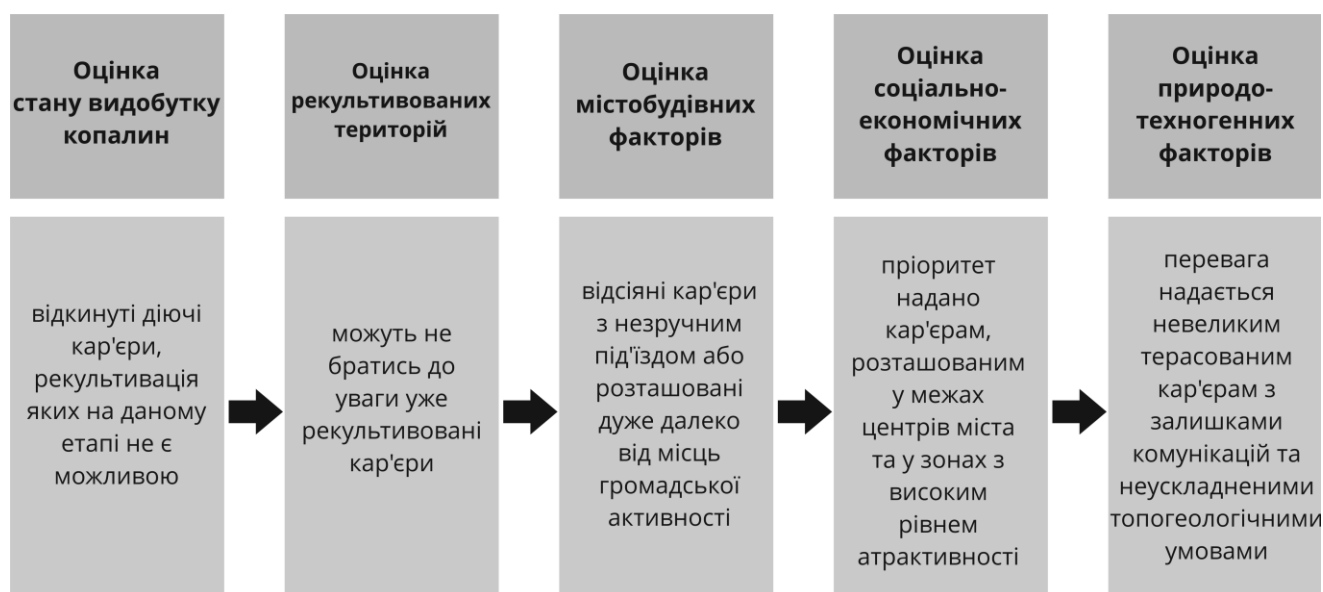 Оцінка
стану видобутку
копалин
Оцінка
рекультивованих
територій
Оцінка
містобудівних
факторів
Оцінка
соціально-
економічних
факторів
Оцінка
природо-
техногенних
факторів
відкинуті діючі
кар'єри,
рекультивація
яких на даному
етапі не є
можливою
можуть не
братись до
уваги уже
рекультивовані
кар'єри
відсіяні кар'єри
з незручним
під'їздом або
розташовані
дуже далеко
від місць
громадської
активності
пріоритет
надано
кар'єрам,
розташованим
у межах
центрів міста
та у зонах з
високим
рівнем
атрактивності
перевага
надається
невеликим
терасованим
кар'єрам з
залишками
комунікацій та
неускладненими
топогеологічними
умовами